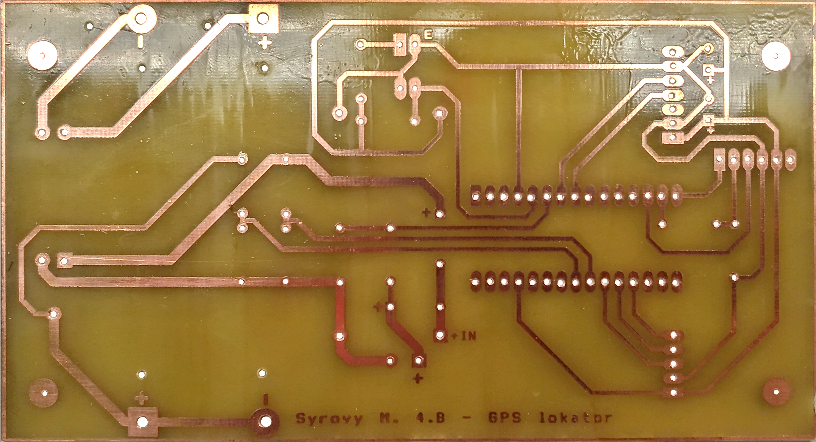 E
+ IN
Syrovy M. 4.B - GPS lokator